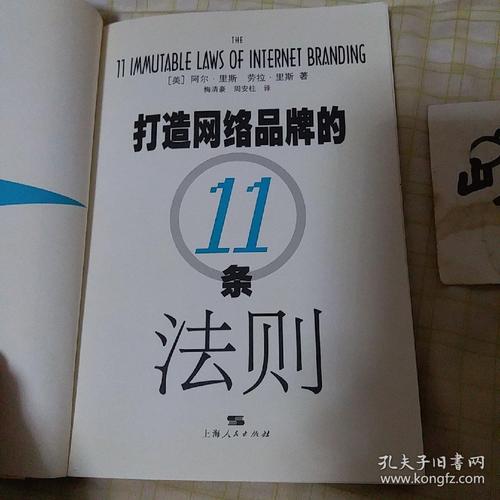 THE
11 IMMUTABLE LAWS OF INTERNET BRANDING
[美] 阿尔·里斯 劳拉·里斯 著
梅清豪 周安柱 译
打造网络品牌的
11
条
法则
上海人民出版社
孔夫子旧书网
www.kongfz.com